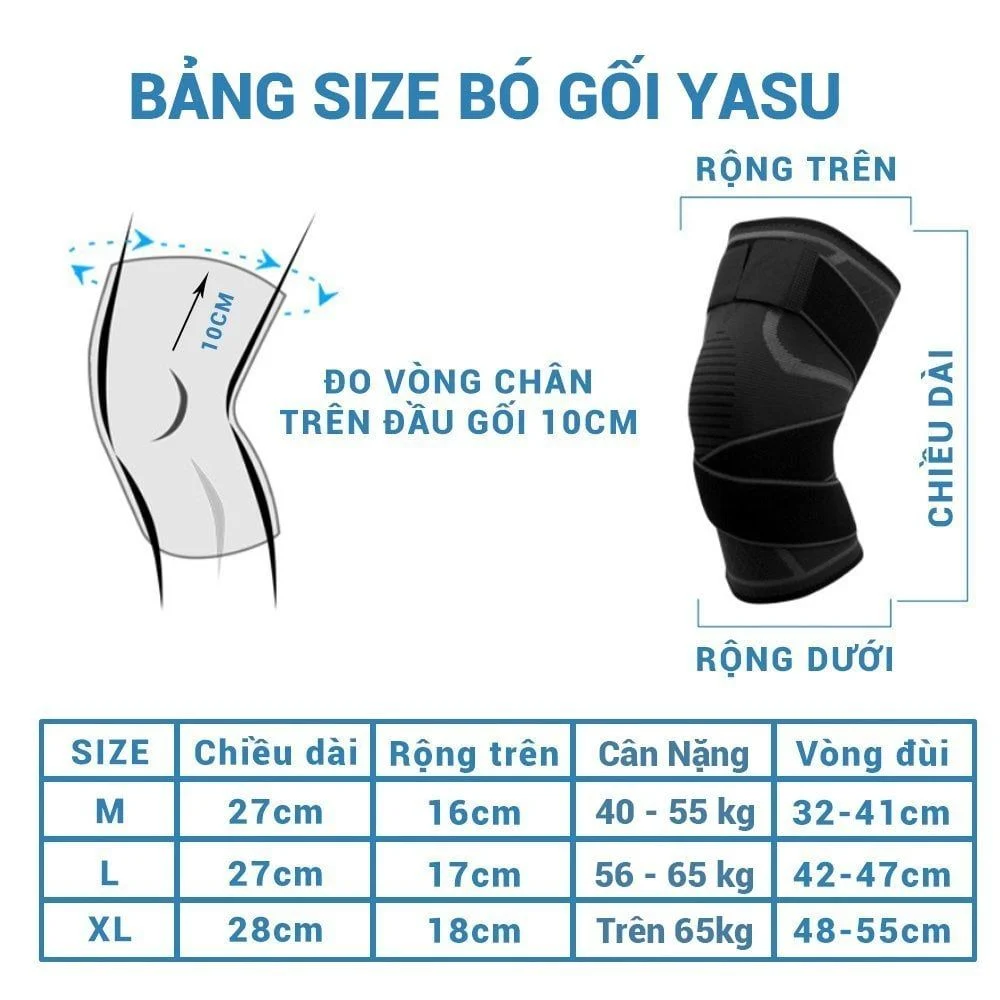 BẢNG SIZE BÓ GỐI YASU
RỘNG TRÊN
10CM
ĐO VÒNG CHÂN
TRÊN ĐẦU GỐI 10CM
CHIỀU DÀI
RỘNG DƯỚI
SIZE Chiều dài Rộng trên Cân Nặng Vòng đùi
M 27cm 16cm 40 - 55 kg 32-41cm
L 27cm 17cm 56 - 65 kg 42-47cm
XL 28cm 18cm Trên 65kg 48-55cm